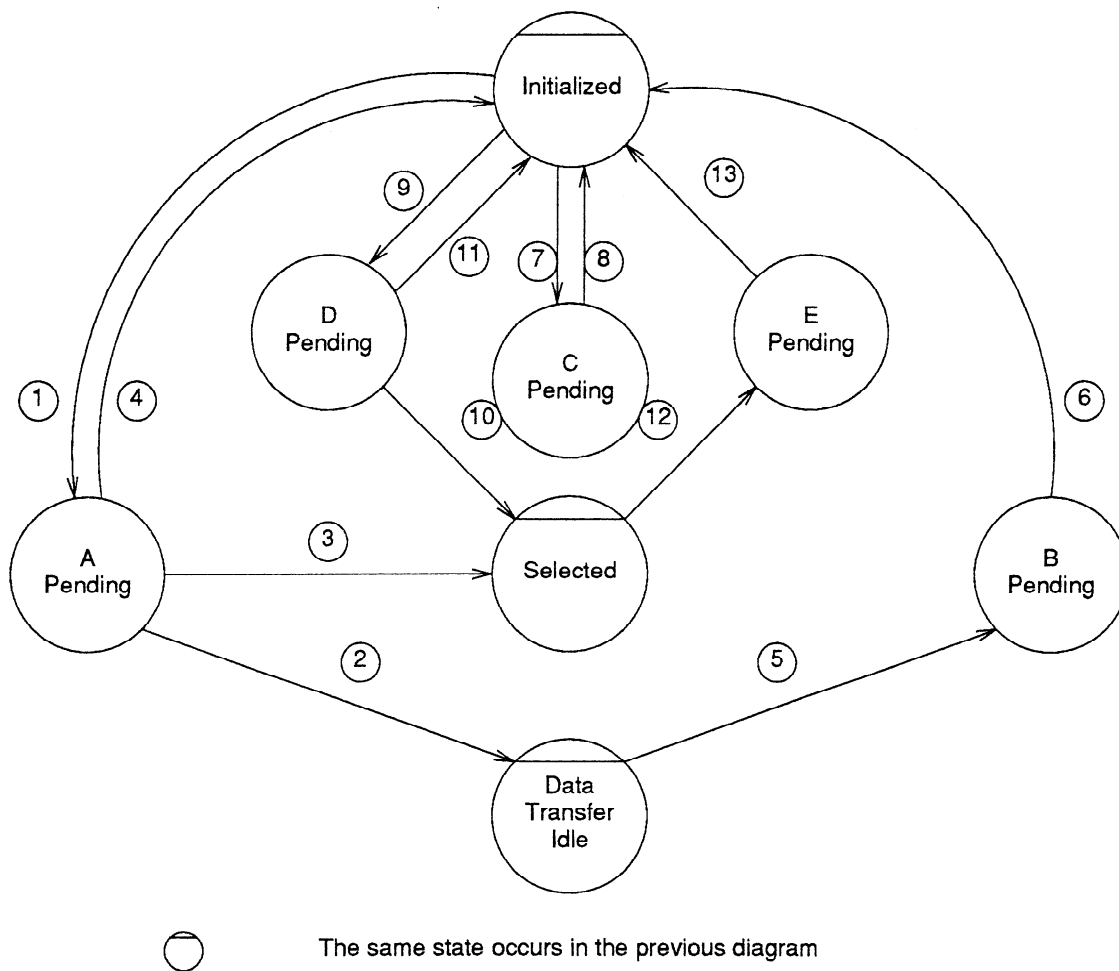 Initialized
9
13
11
7
8
D
Pending
E
Pending
C
Pending
1
4
10
12
6
3
A
Pending
Selected
B
Pending
2
5
Data
Transfer
Idle
The same state occurs in the previous diagram